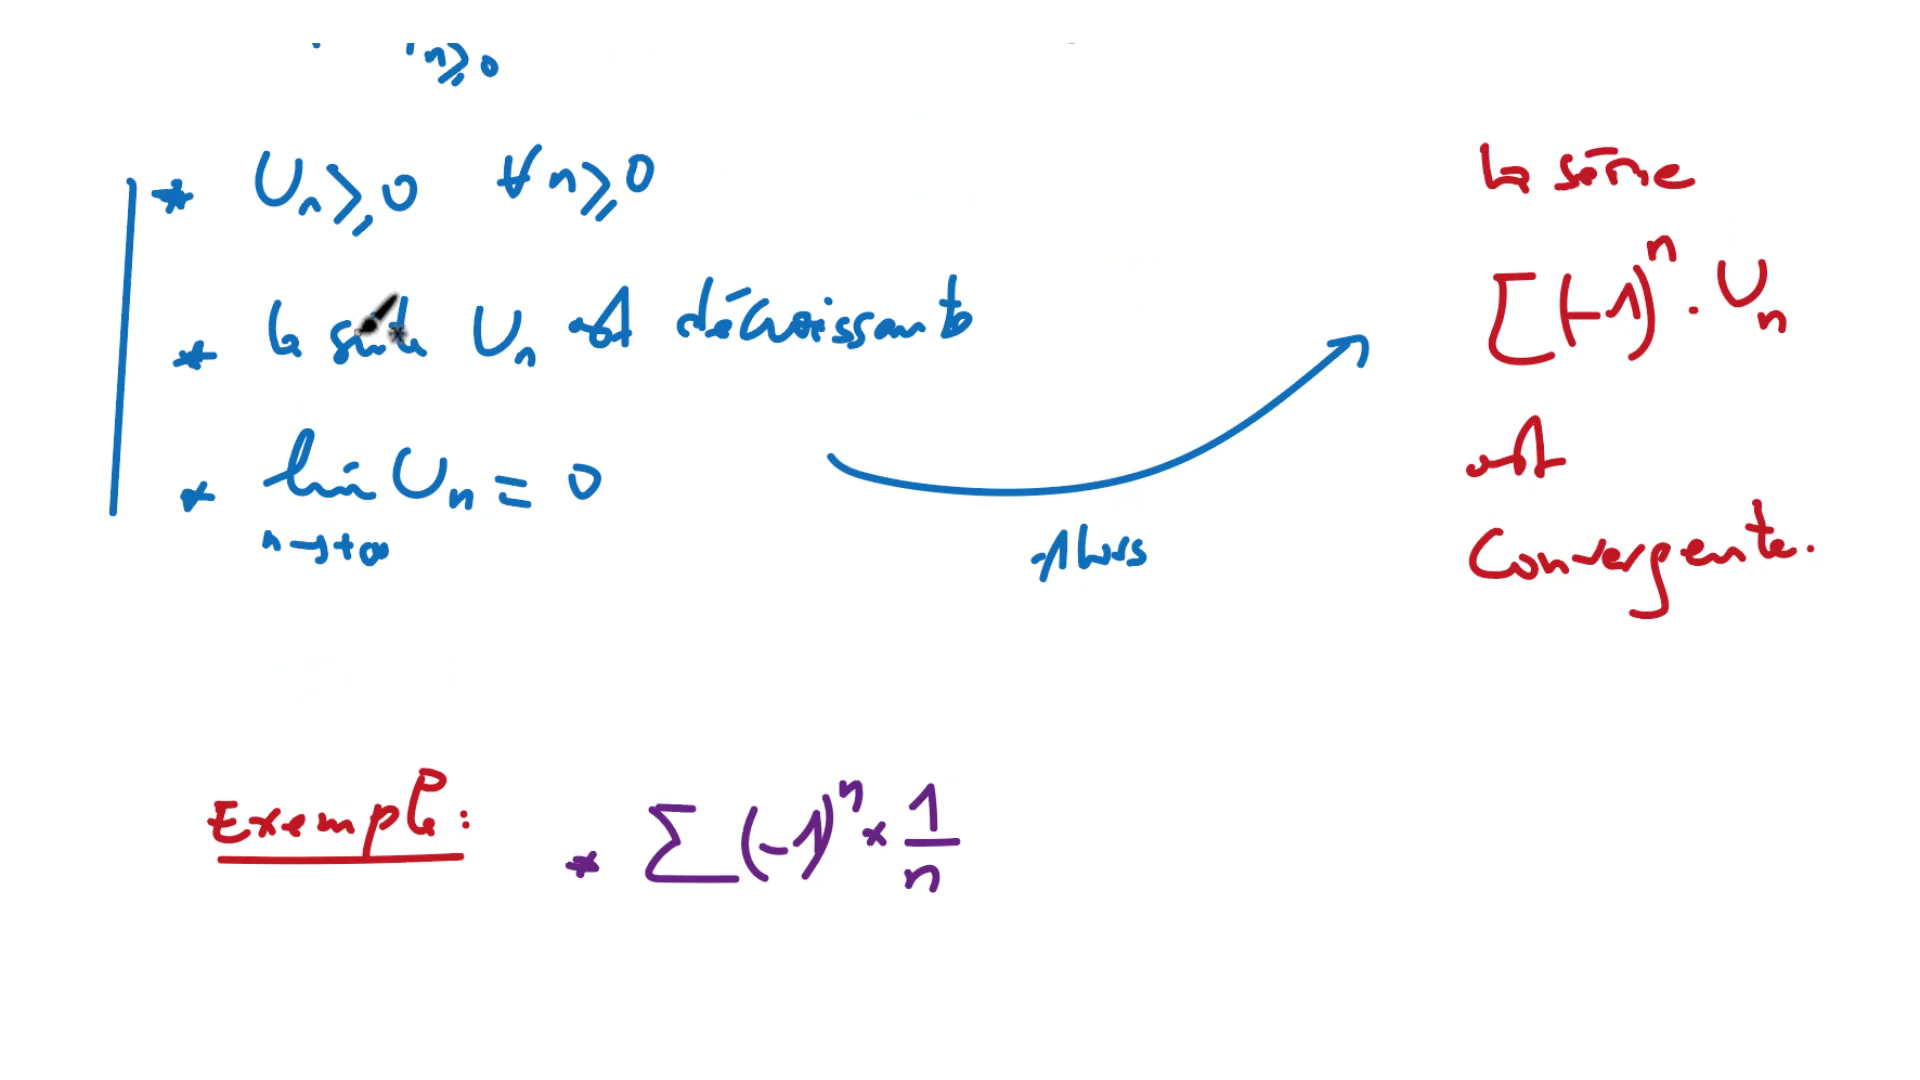 n⩾0
* Un⩾0 ∀n⩾0
* la suite Un est décroissante
* lim Un = 0
n→+∞
Alors
la série
∑(-1)^n . Un
est
Convergente.
Exemple : * ∑(-1)^n × 1/n